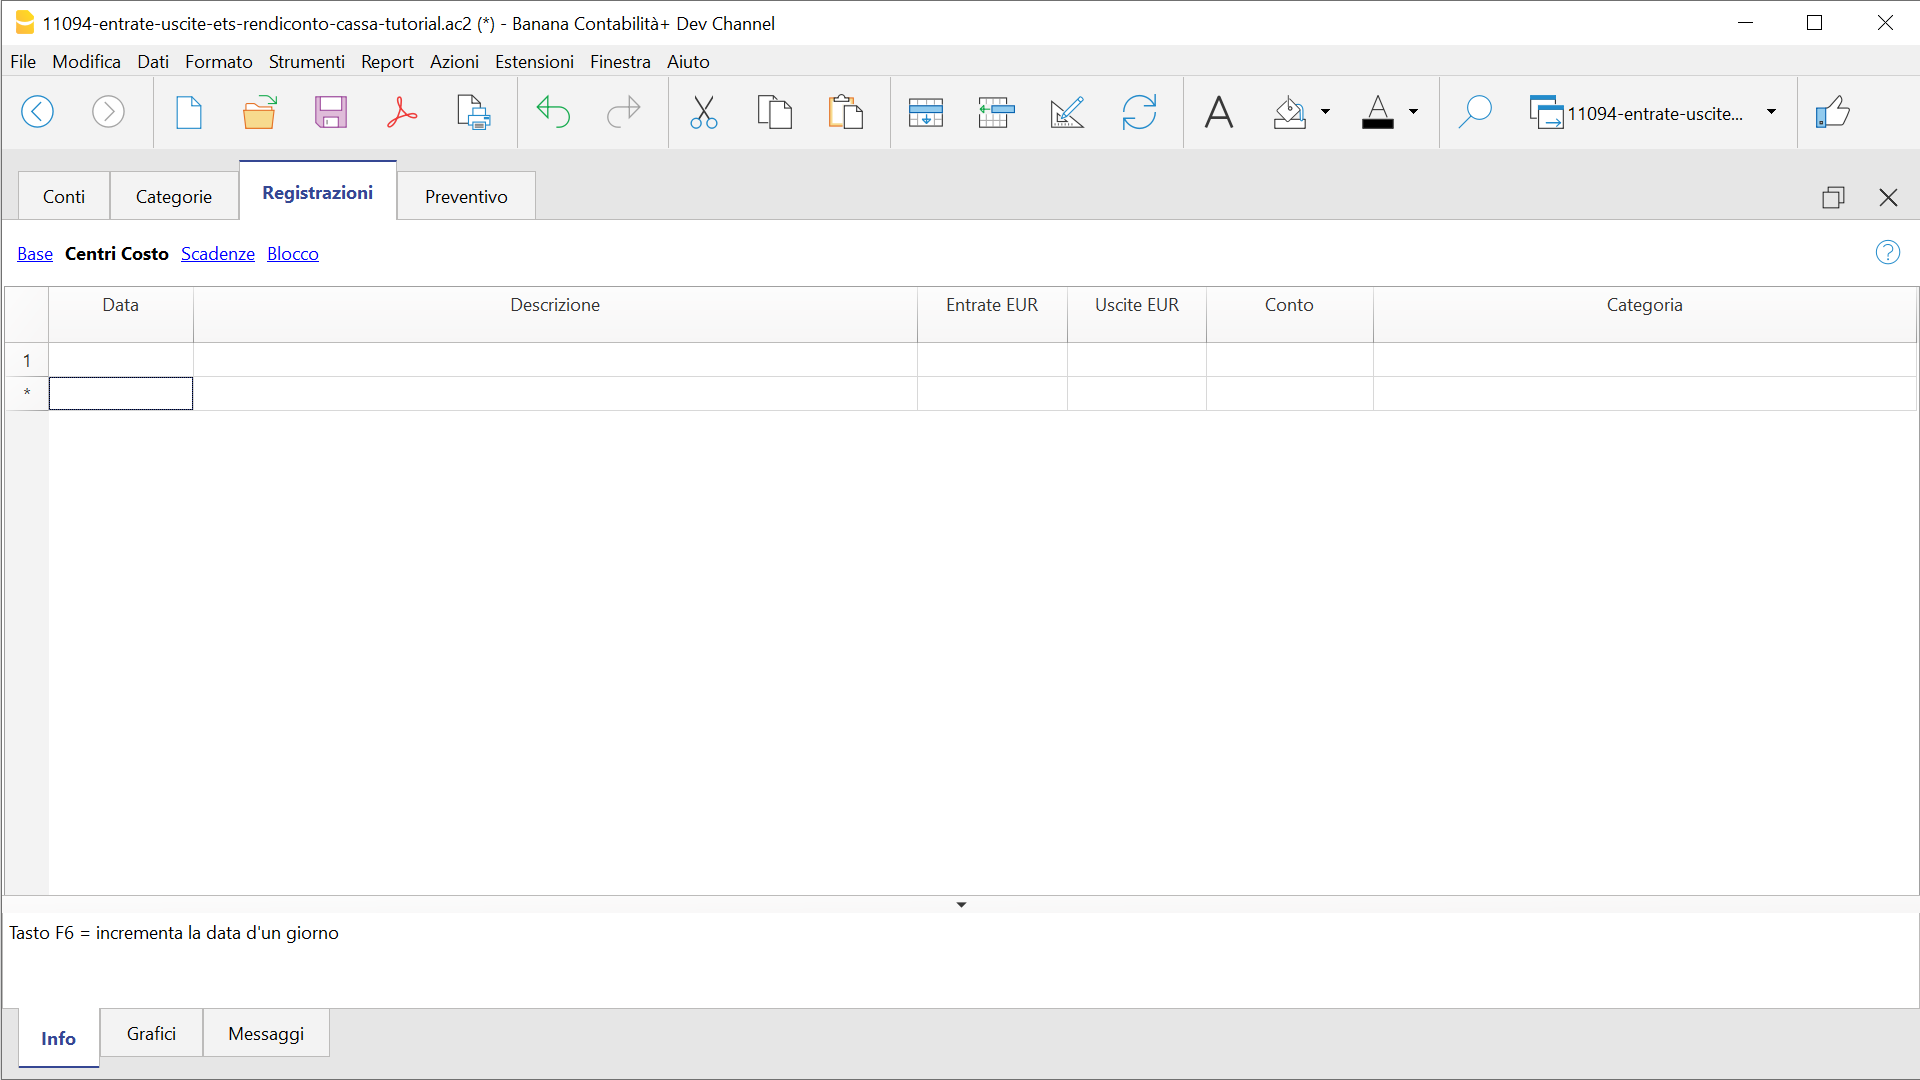 11094-entrate-uscite-ets-rendiconto-cassa-tutorial.ac2 (*) - Banana Contabilità+ Dev Channel
File Modifica Dati Formato Strumenti Report Azioni Estensioni Finestra Aiuto
11094-entrate-uscite...
Conti Categorie Registrazioni Preventivo
Base Centri Costo Scadenze Blocco
?
Data Descrizione Entrate EUR Uscite EUR Conto Categoria
1
*
Tasto F6 = incrementa la data d'un giorno
Info Grafici Messaggi